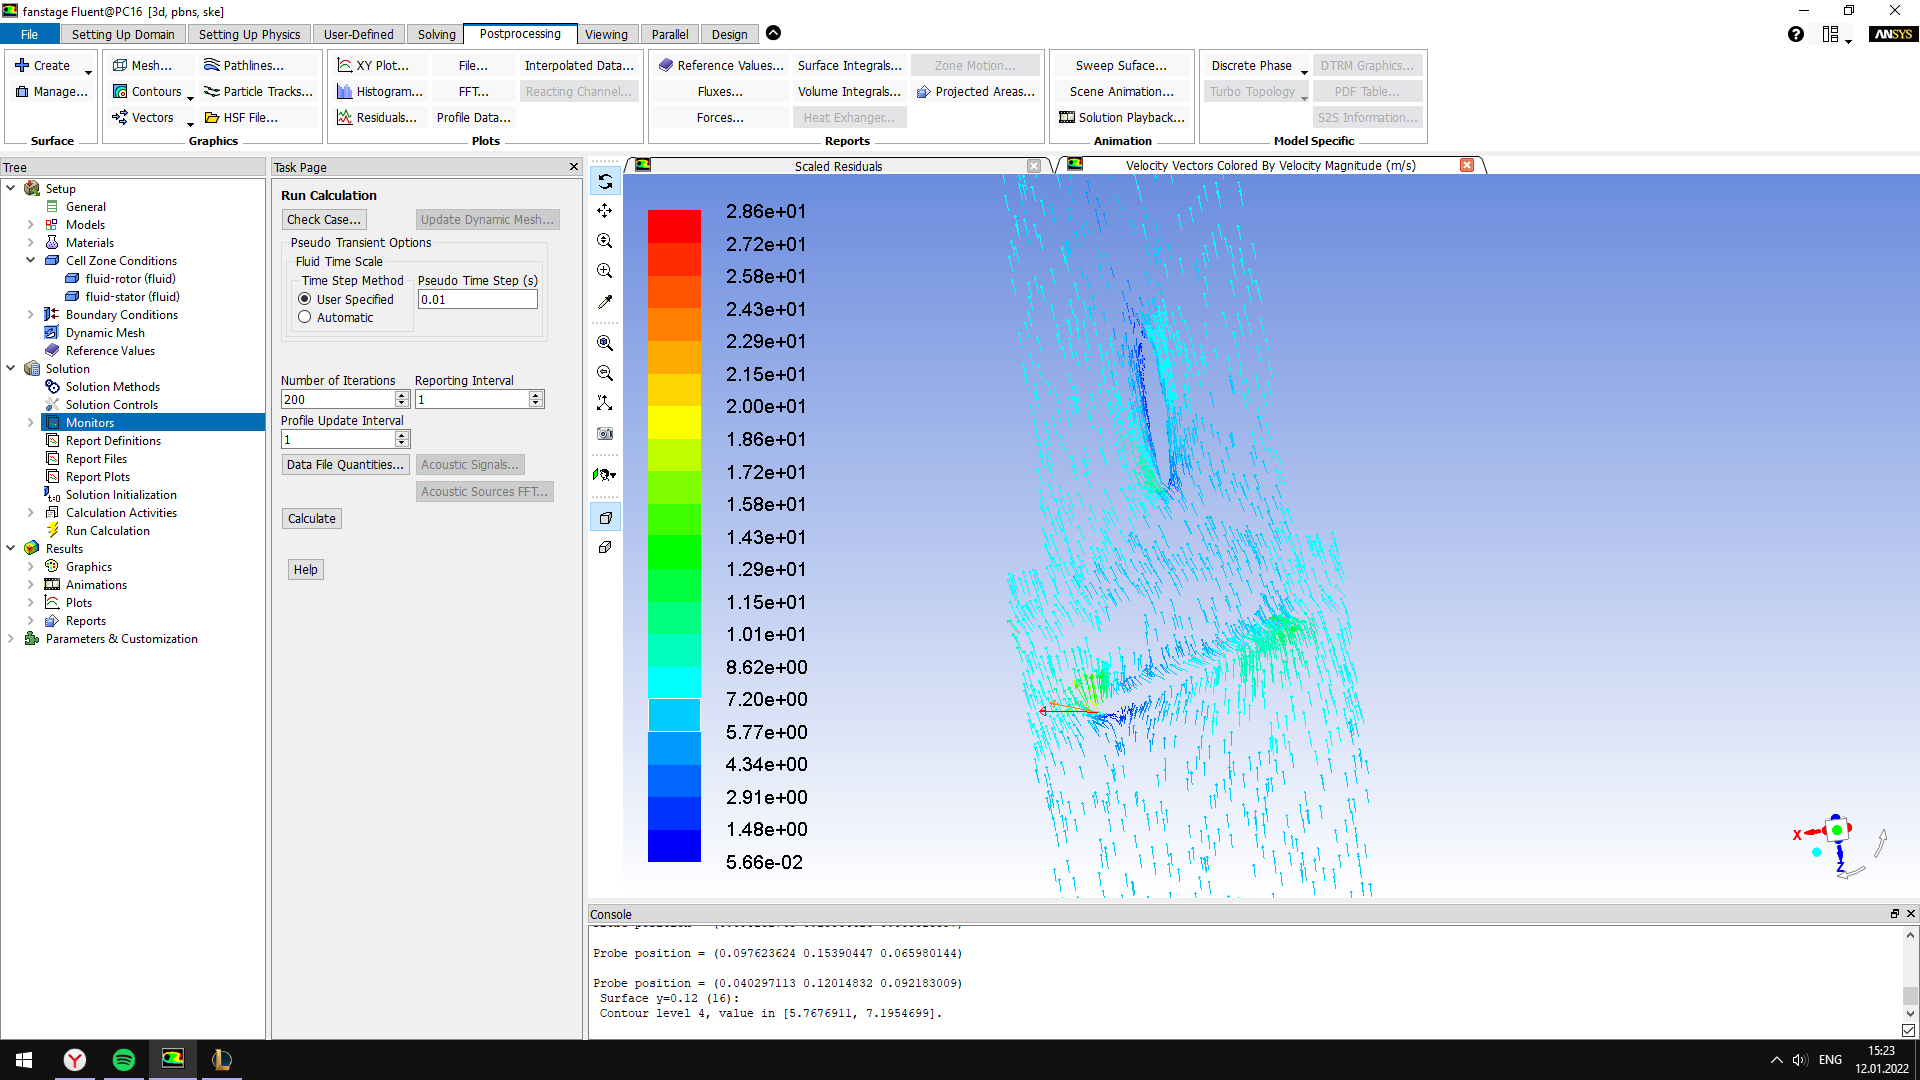 fanstage Fluent@PC16 [3d, pbns, ske]
File Setting Up Domain Setting Up Physics User-Defined Solving Postprocessing Viewing Parallel Design
ANSYS
Create Mesh... Pathlines... XY Plot... File... Interpolated Data... Reference Values... Surface Integrals... Zone Motion... Sweep Suface... Discrete Phase DTRM Graphics...
Manage... Contours Particle Tracks... Histogram... FFT... Reacting Channel... Fluxes... Volume Integrals... Projected Areas... Scene Animation... Turbo Topology PDF Table...
Vectors HSF File... Residuals... Profile Data... Forces... Heat Exhanger... Solution Playback... S2S Information...
Surface Graphics Plots Reports Animation Model Specific
Tree
Setup
General
Models
Materials
Cell Zone Conditions
fluid-rotor (fluid)
fluid-stator (fluid)
Boundary Conditions
Dynamic Mesh
Reference Values
Solution
Solution Methods
Solution Controls
Monitors
Report Definitions
Report Files
Report Plots
Solution Initialization
Calculation Activities
Run Calculation
Results
Graphics
Animations
Plots
Reports
Parameters & Customization
Task Page
Run Calculation
Check Case... Update Dynamic Mesh...
Pseudo Transient Options
Fluid Time Scale
Time Step Method Pseudo Time Step (s)
User Specified 0.01
Automatic
Number of Iterations Reporting Interval
200 1
Profile Update Interval
1
Data File Quantities... Acoustic Signals...
Acoustic Sources FFT...
Calculate
Help
Scaled Residuals
Velocity Vectors Colored By Velocity Magnitude (m/s)
2.86e+01
2.72e+01
2.58e+01
2.43e+01
2.29e+01
2.15e+01
2.00e+01
1.86e+01
1.72e+01
1.58e+01
1.43e+01
1.29e+01
1.15e+01
1.01e+01
8.62e+00
7.20e+00
5.77e+00
4.34e+00
2.91e+00
1.48e+00
5.66e-02
X
Z
Console
Probe position = (0.097623624 0.15390447 0.065980144)
Probe position = (0.040297113 0.12014832 0.092183009)
Surface y=0.12 (16):
Contour level 4, value in [5.7676911, 7.1954699].
ENG
15:23
12.01.2022